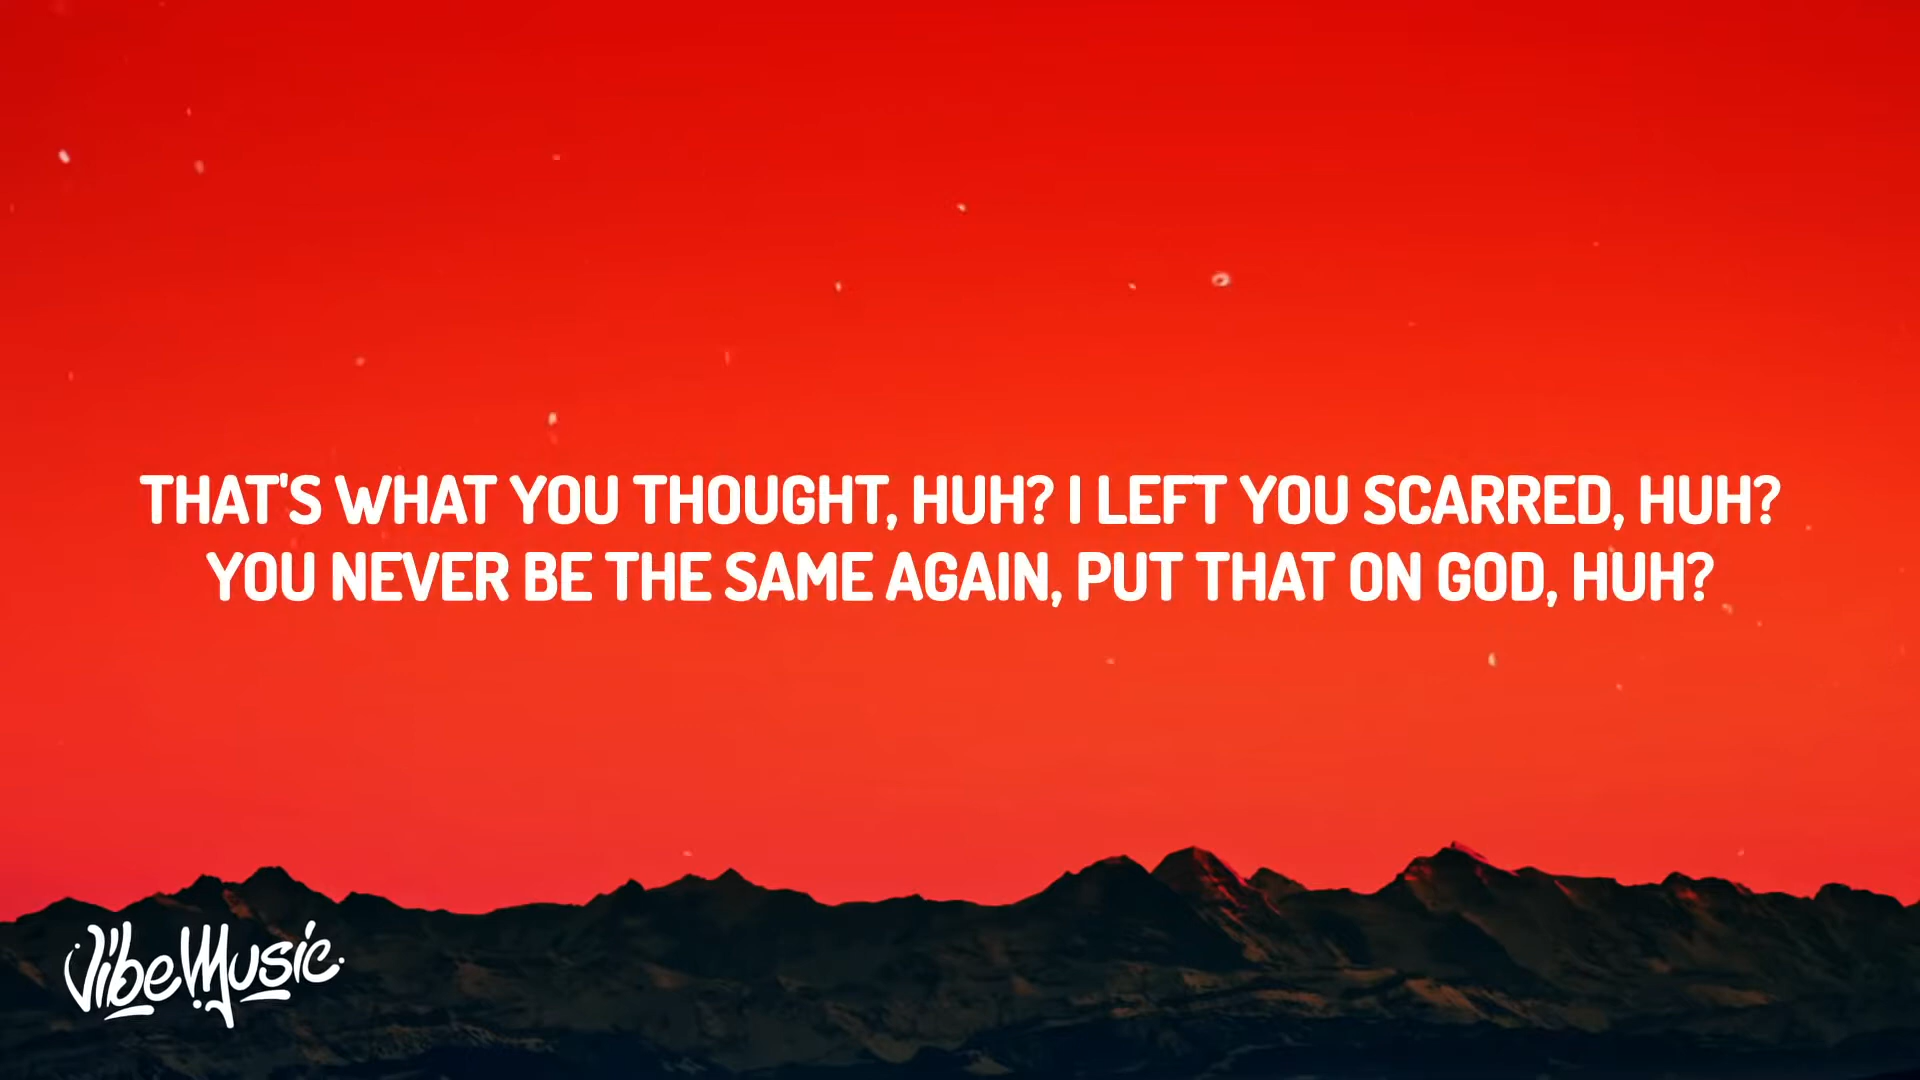 THAT'S WHAT YOU THOUGHT, HUH? I LEFT YOU SCARRED, HUH?
YOU NEVER BE THE SAME AGAIN, PUT THAT ON GOD, HUH?
VibeMusic